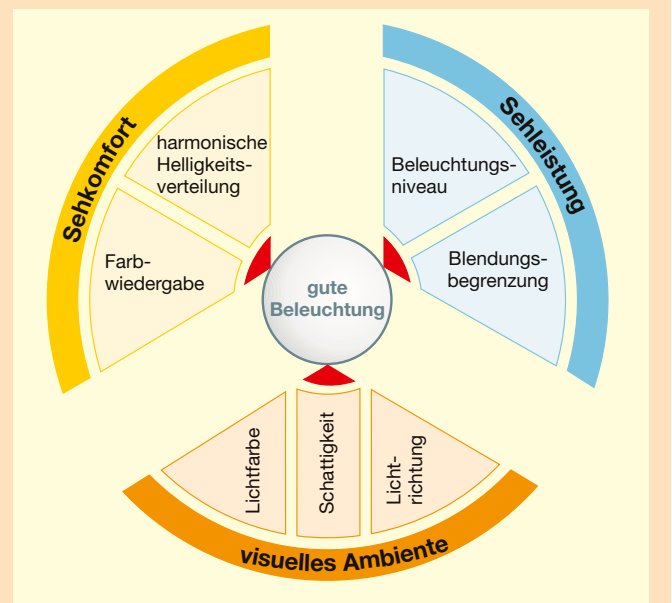 Sehkomfort
harmonische
Helligkeits-
verteilung
Farb-
wiedergabe
Sehleistung
Beleuchtungs-
niveau
Blendungs-
begrenzung
gute
Beleuchtung
Lichtfarbe
Schattigkeit
Licht-
richtung
visuelles Ambiente